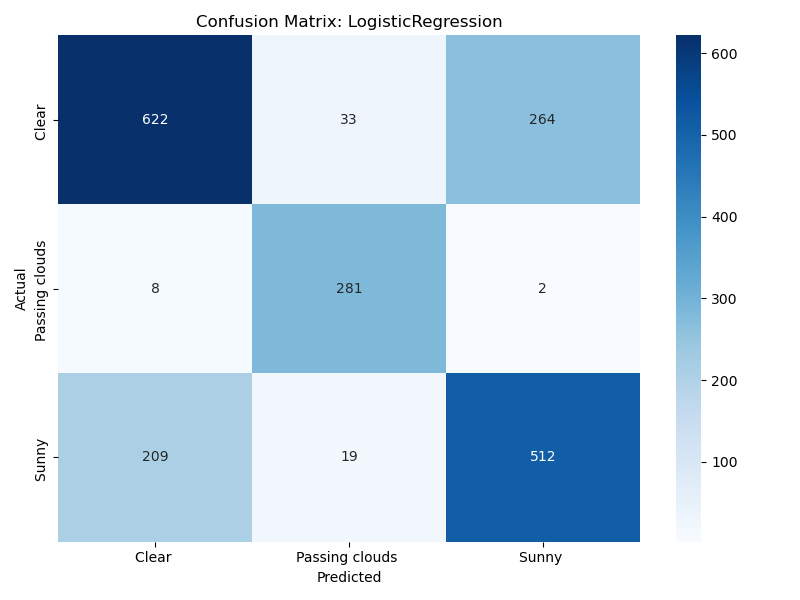 Confusion Matrix: LogisticRegression
Actual
Clear
622 33 264
Passing clouds
8 281 2
Sunny
209 19 512
Clear Passing clouds Sunny
Predicted
600
500
400
300
200
100